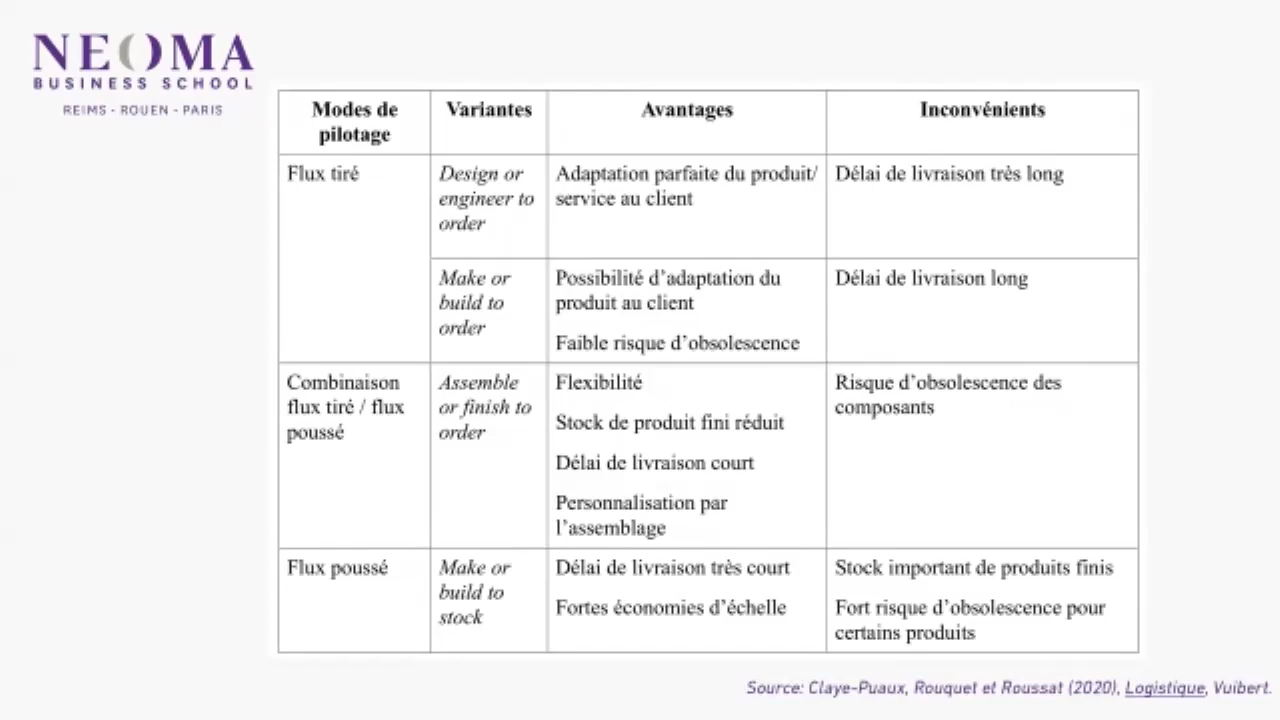 NEOMA
BUSINESS SCHOOL
REIMS - ROUEN - PARIS
Modes de pilotage
Variantes
Avantages
Inconvénients
Flux tiré
Design or
engineer to
order
Adaptation parfaite du produit/
service au client
Délai de livraison très long
Make or
build to
order
Possibilité d'adaptation du
produit au client
Faible risque d'obsolescence
Délai de livraison long
Combinaison
flux tiré / flux
poussé
Assemble
or finish to
order
Flexibilité
Stock de produit fini réduit
Délai de livraison court
Personnalisation par
l'assemblage
Risque d'obsolescence des
composants
Flux poussé
Make or
build to
stock
Délai de livraison très court
Fortes économies d'échelle
Stock important de produits finis
Fort risque d'obsolescence pour
certains produits
Source: Claye-Puaux, Rouquet et Roussat (2020), Logistique, Vuibert.